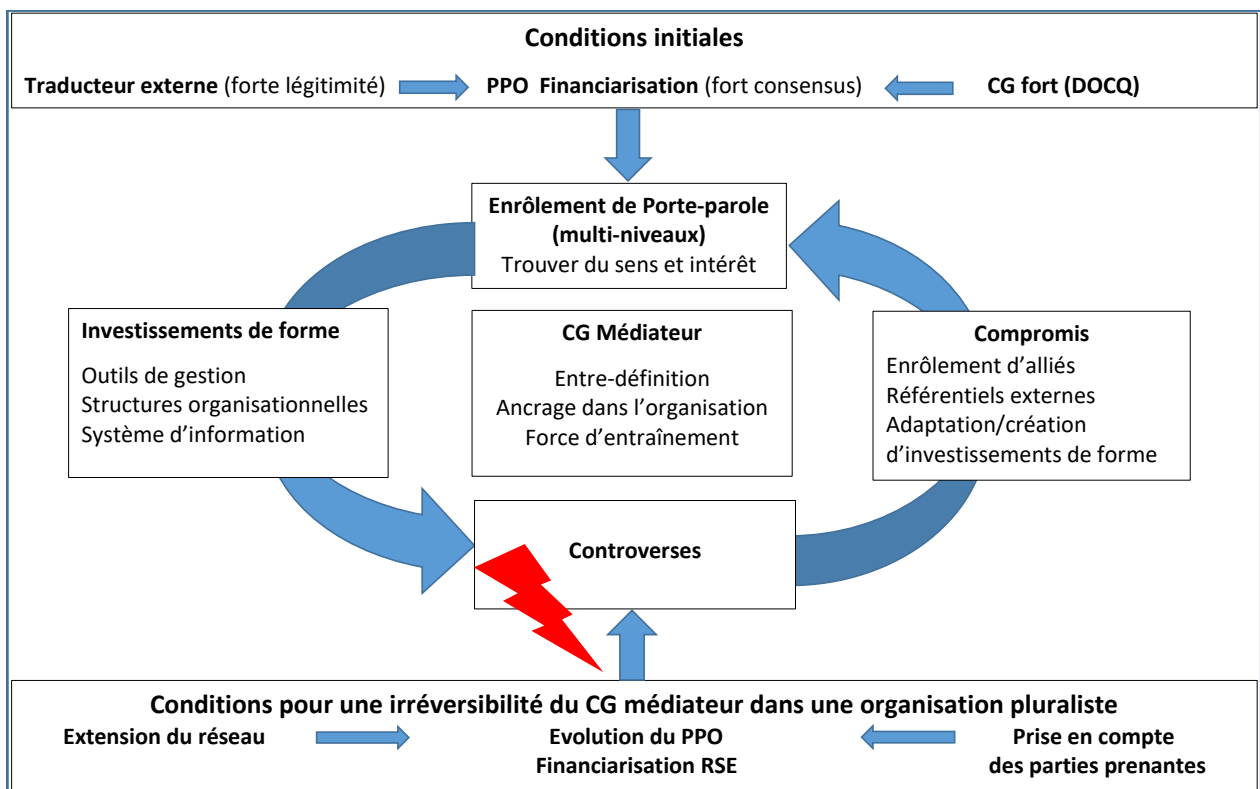 Conditions initiales
Traducteur externe (forte légitimité)
PPO Financiarisation (fort consensus)
CG fort (DOCQ)
Enrôlement de Porte-parole
(multi-niveaux)
Trouver du sens et intérêt
Investissements de forme
Outils de gestion
Structures organisationnelles
Système d'information
CG Médiateur
Entre-définition
Ancrage dans l'organisation
Force d'entraînement
Compromis
Enrôlement d'alliés
Référentiels externes
Adaptation/création
d'investissements de forme
Controverses
Conditions pour une irréversibilité du CG médiateur dans une organisation pluraliste
Extension du réseau
Evolution du PPO
Financiarisation RSE
Prise en compte
des parties prenantes